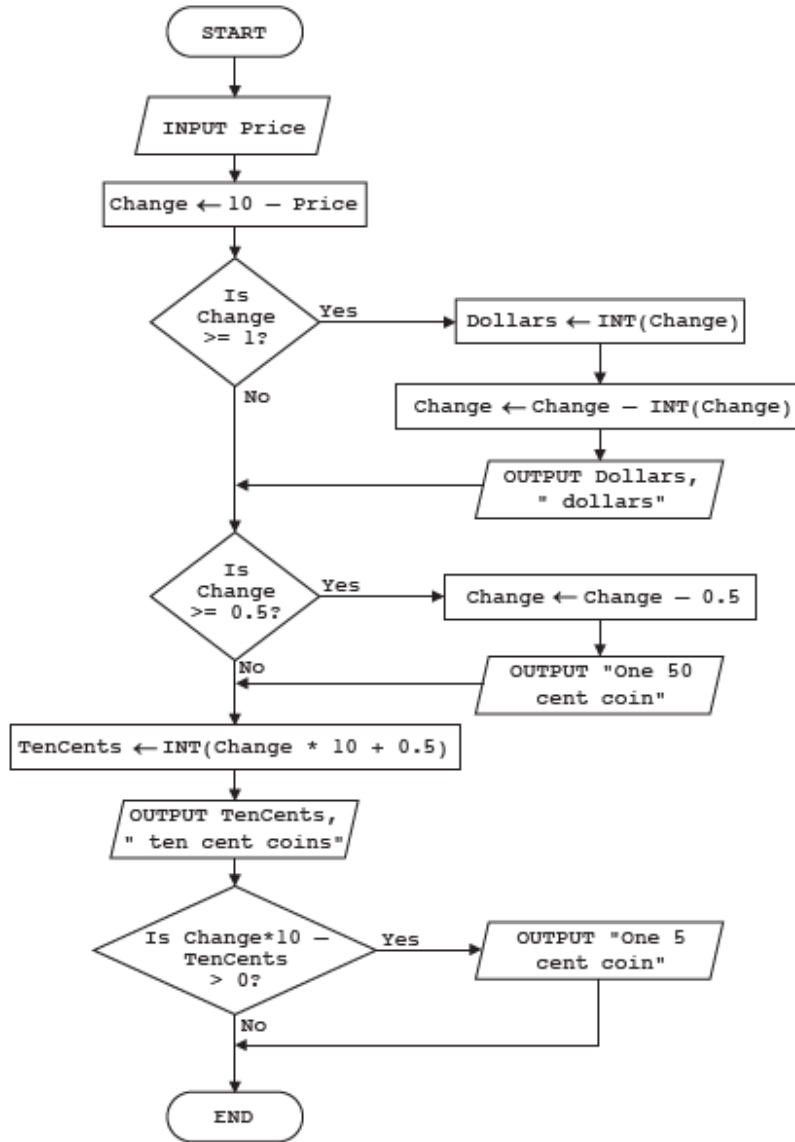 START
INPUT Price
Change ← 10 – Price
Is
Change
>= 1?
Yes
No
Dollars ← INT(Change)
Change ← Change – INT(Change)
OUTPUT Dollars,
" dollars"
Is
Change
>= 0.5?
Yes
No
Change ← Change – 0.5
OUTPUT "One 50
cent coin"
TenCents ← INT(Change * 10 + 0.5)
OUTPUT TenCents,
" ten cent coins"
Is Change*10 –
TenCents
> 0?
Yes
No
OUTPUT "One 5
cent coin"
END